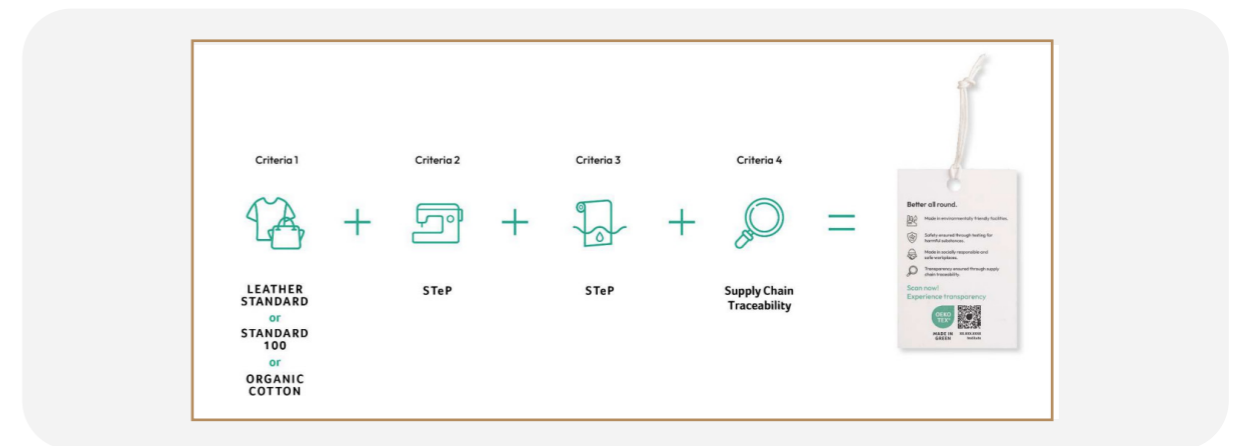 Criteria 1
Criteria 2
Criteria 3
Criteria 4
LEATHER
STANDARD
or
STANDARD
100
or
ORGANIC
COTTON
STeP
STeP
Supply Chain
Traceability
Better all round.
Made in environmentally friendly facilities.
Safety ensured through testing for
harmful substances.
Made in socially responsible and
safe workplaces.
Transparency ensured through supply
chain traceability.
Scan now!
Experience transparency
OEKO
TEX®
MADE IN
GREEN
Institute